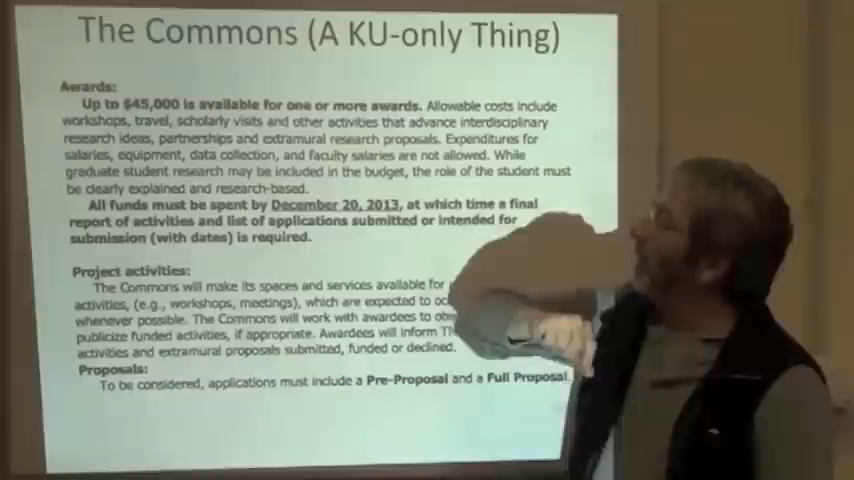 The Commons (A KU-only Thing)
Awards:
Up to $45,000 is available for one or more awards. Allowable costs include
workshops, travel, scholarly visits and other activities that advance interdisciplinary
research ideas, partnerships and extramural research proposals. Expenditures for
salaries, equipment, data collection, and faculty salaries are not allowed. While
graduate student research may be included in the budget, the role of the student must
be clearly explained and research-based.
All funds must be spent by December 20, 2013, at which time a final
report of activities and list of applications submitted or intended for
submission (with dates) is required.
Project activities:
The Commons will make its spaces and services available for
activities, (e.g., workshops, meetings), which are expected to
whenever possible. The Commons will work with awardees to
publicize funded activities, if appropriate. Awardees will inform
activities and extramural proposals submitted, funded or declined.
Proposals:
To be considered, applications must include a Pre-Proposal and a Full Proposal.